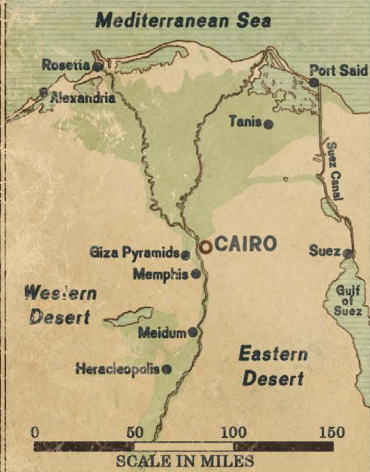 Mediterranean Sea
Rosetta
Port Said
Alexandria
Tanis
Suez Canal
CAIRO
Giza Pyramids
Suez
Memphis
Western
Desert
Gulf
of
Suez
Meidum
Heracleopolis
Eastern
Desert
0 50 100 150
SCALE IN MILES